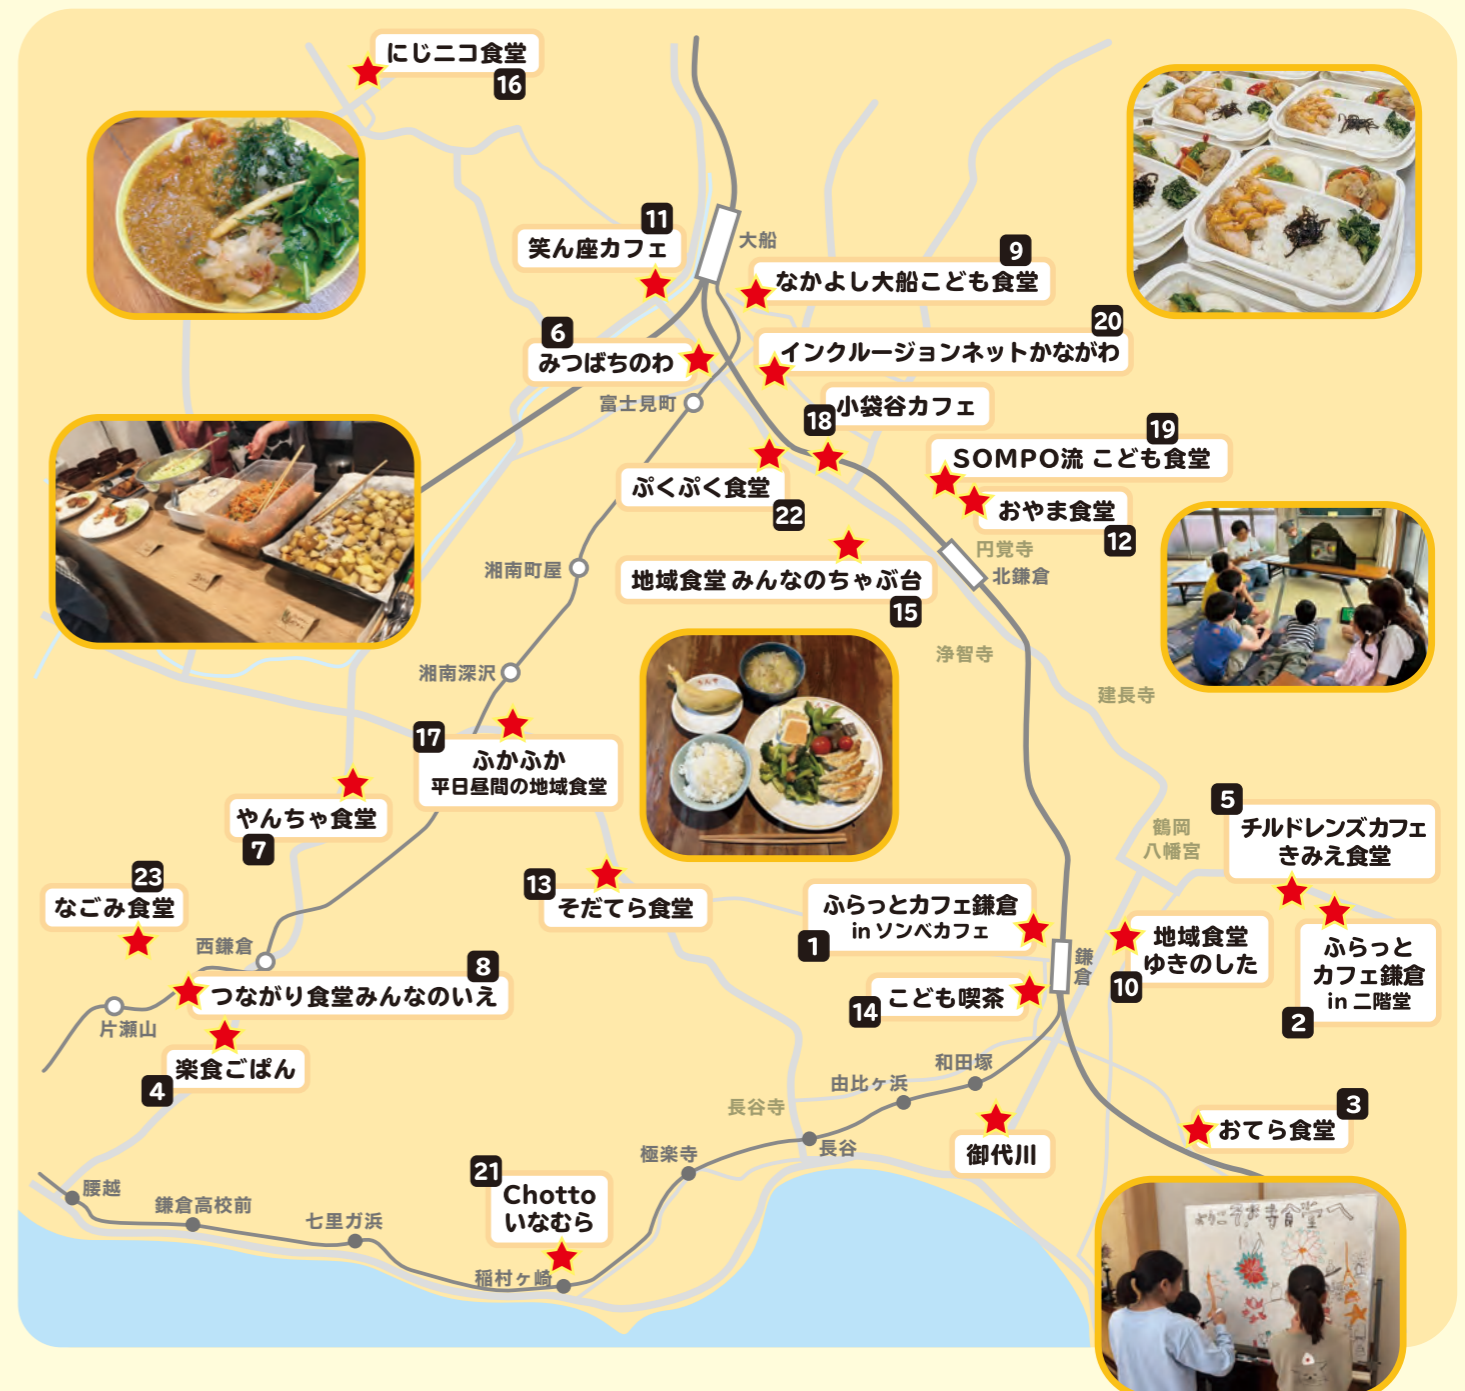 にじニコ食堂
16
11
笑ん座カフェ
大船
9
なかよし大船こども食堂
20
インクルージョンネットかながわ
6
みつばちのわ
富士見町
18
小袋谷カフェ
19
SOMPO流 こども食堂
ぷくぷく食堂
22
おやま食堂
12
円覚寺
北鎌倉
湘南町屋
地域食堂 みんなのちゃぶ台
15
浄智寺
湘南深沢
建長寺
17
ふかふか
平日昼間の地域食堂
やんちゃ食堂
7
5
チルドレンズカフェ
きみえ食堂
鶴岡
八幡宮
23
なごみ食堂
13
そだてら食堂
ふらっとカフェ鎌倉
in ソンベカフェ
1
鎌倉
地域食堂
ゆきのした
10
ふらっと
カフェ鎌倉
in 二階堂
2
西鎌倉
8
つながり食堂みんなのいえ
14
こども喫茶
片瀬山
楽食ごぱん
4
和田塚
由比ヶ浜
長谷寺
3
おてら食堂
御代川
長谷
極楽寺
21
Chotto
いなむら
腰越
鎌倉高校前
七里ガ浜
稲村ヶ崎